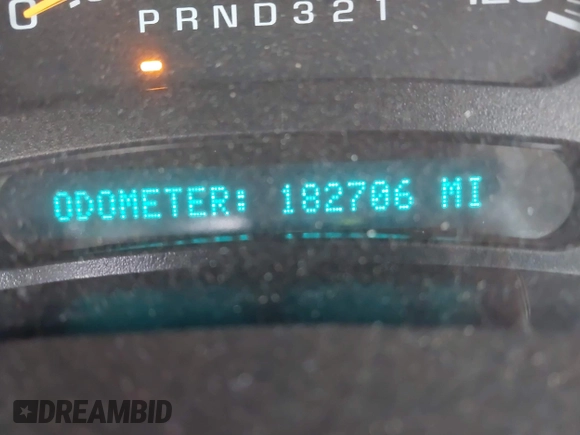 PRND321
ODOMETER: 182706 MI
DREAMBID